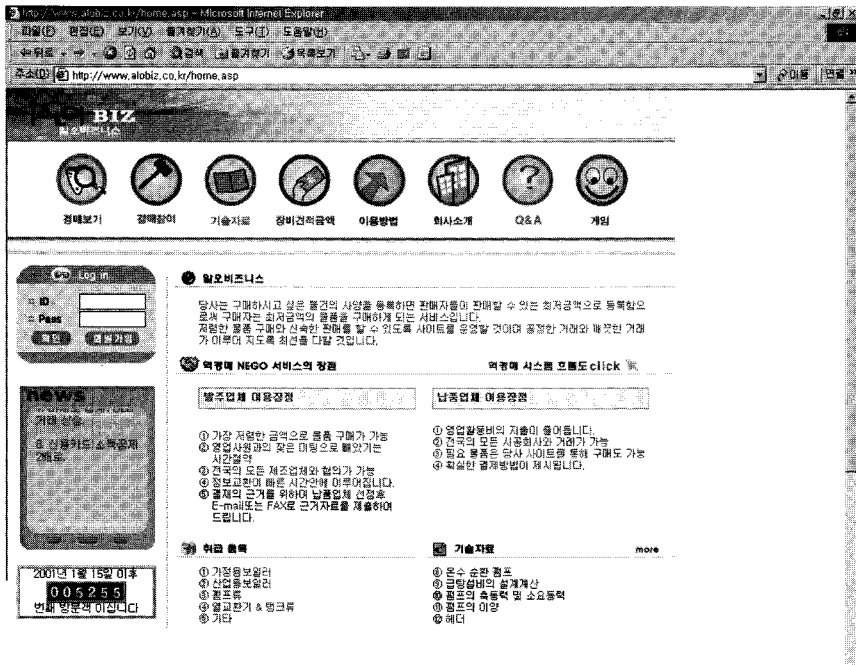 http://www.alobiz.co.kr/home.asp - Microsoft Internet Explorer
파일(F) 편집(E) 보기(V) 즐겨찾기(A) 도구(T) 도움말(H)
뒤로 검색 즐겨찾기 목록보기
주소(D) http://www.alobiz.co.kr/home.asp 이동 연결 »
BIZ
알오비즈니스
경매보기 경매참여 기술자료 장비견적금액 이용방법 회사소개 Q&A 게임
Log in
ID
Pass
확인 회원가입
알오비즈니스
당사는 구매하시고 싶은 물건의 사양을 등록하면 판매자들이 판매할 수 있는 최저금액으로 등록함으
로써 구매자는 최저금액의 물품을 구매하게 되는 서비스입니다.
저렴한 물품 구매와 신속한 판매를 할 수 있도록 사이트를 운영할 것이며 공정한 거래와 깨끗한 거래
가 이루어 지도록 최선을 다할 것입니다.
역경매 NEGO 서비스의 장점 역경매 시스템 흐름도 click
발주업체 이용장점
① 가장 저렴한 금액으로 물품 구매가 가능
② 영업사원과의 잦은 미팅으로 빼앗기는
시간절약
③ 전국의 모든 제조업체와 협의가 가능
④ 정보교환이 빠른 시간안에 이루어집니다.
⑤ 결재의 근거를 위하여 납품업체 선정후
E-mail또는 FAX로 근거자료를 제출하여
드립니다.
납품업체 이용장점
① 영업활동비의 지출이 줄어듭니다.
② 전국의 모든 시공회사와 거래가 가능
③ 필요 물품은 당사 사이트를 통해 구매도 가능
④ 확실한 결제방법이 제시됩니다.
news
거래 성립
신용카드 소득공제
2배로
취급 품목
① 가정용보일러
② 산업용보일러
③ 펌프류
④ 열교환기 & 탱크류
⑤ 기타
기술자료 more
⑧ 온수 순환 펌프
⑨ 급탕설비의 설계계산
⑩ 펌프의 축동력 및 소요동력
⑪ 펌프의 이양
⑫ 헤더
2001년 1월 15일 이후
005255
번째 방문객 이십니다